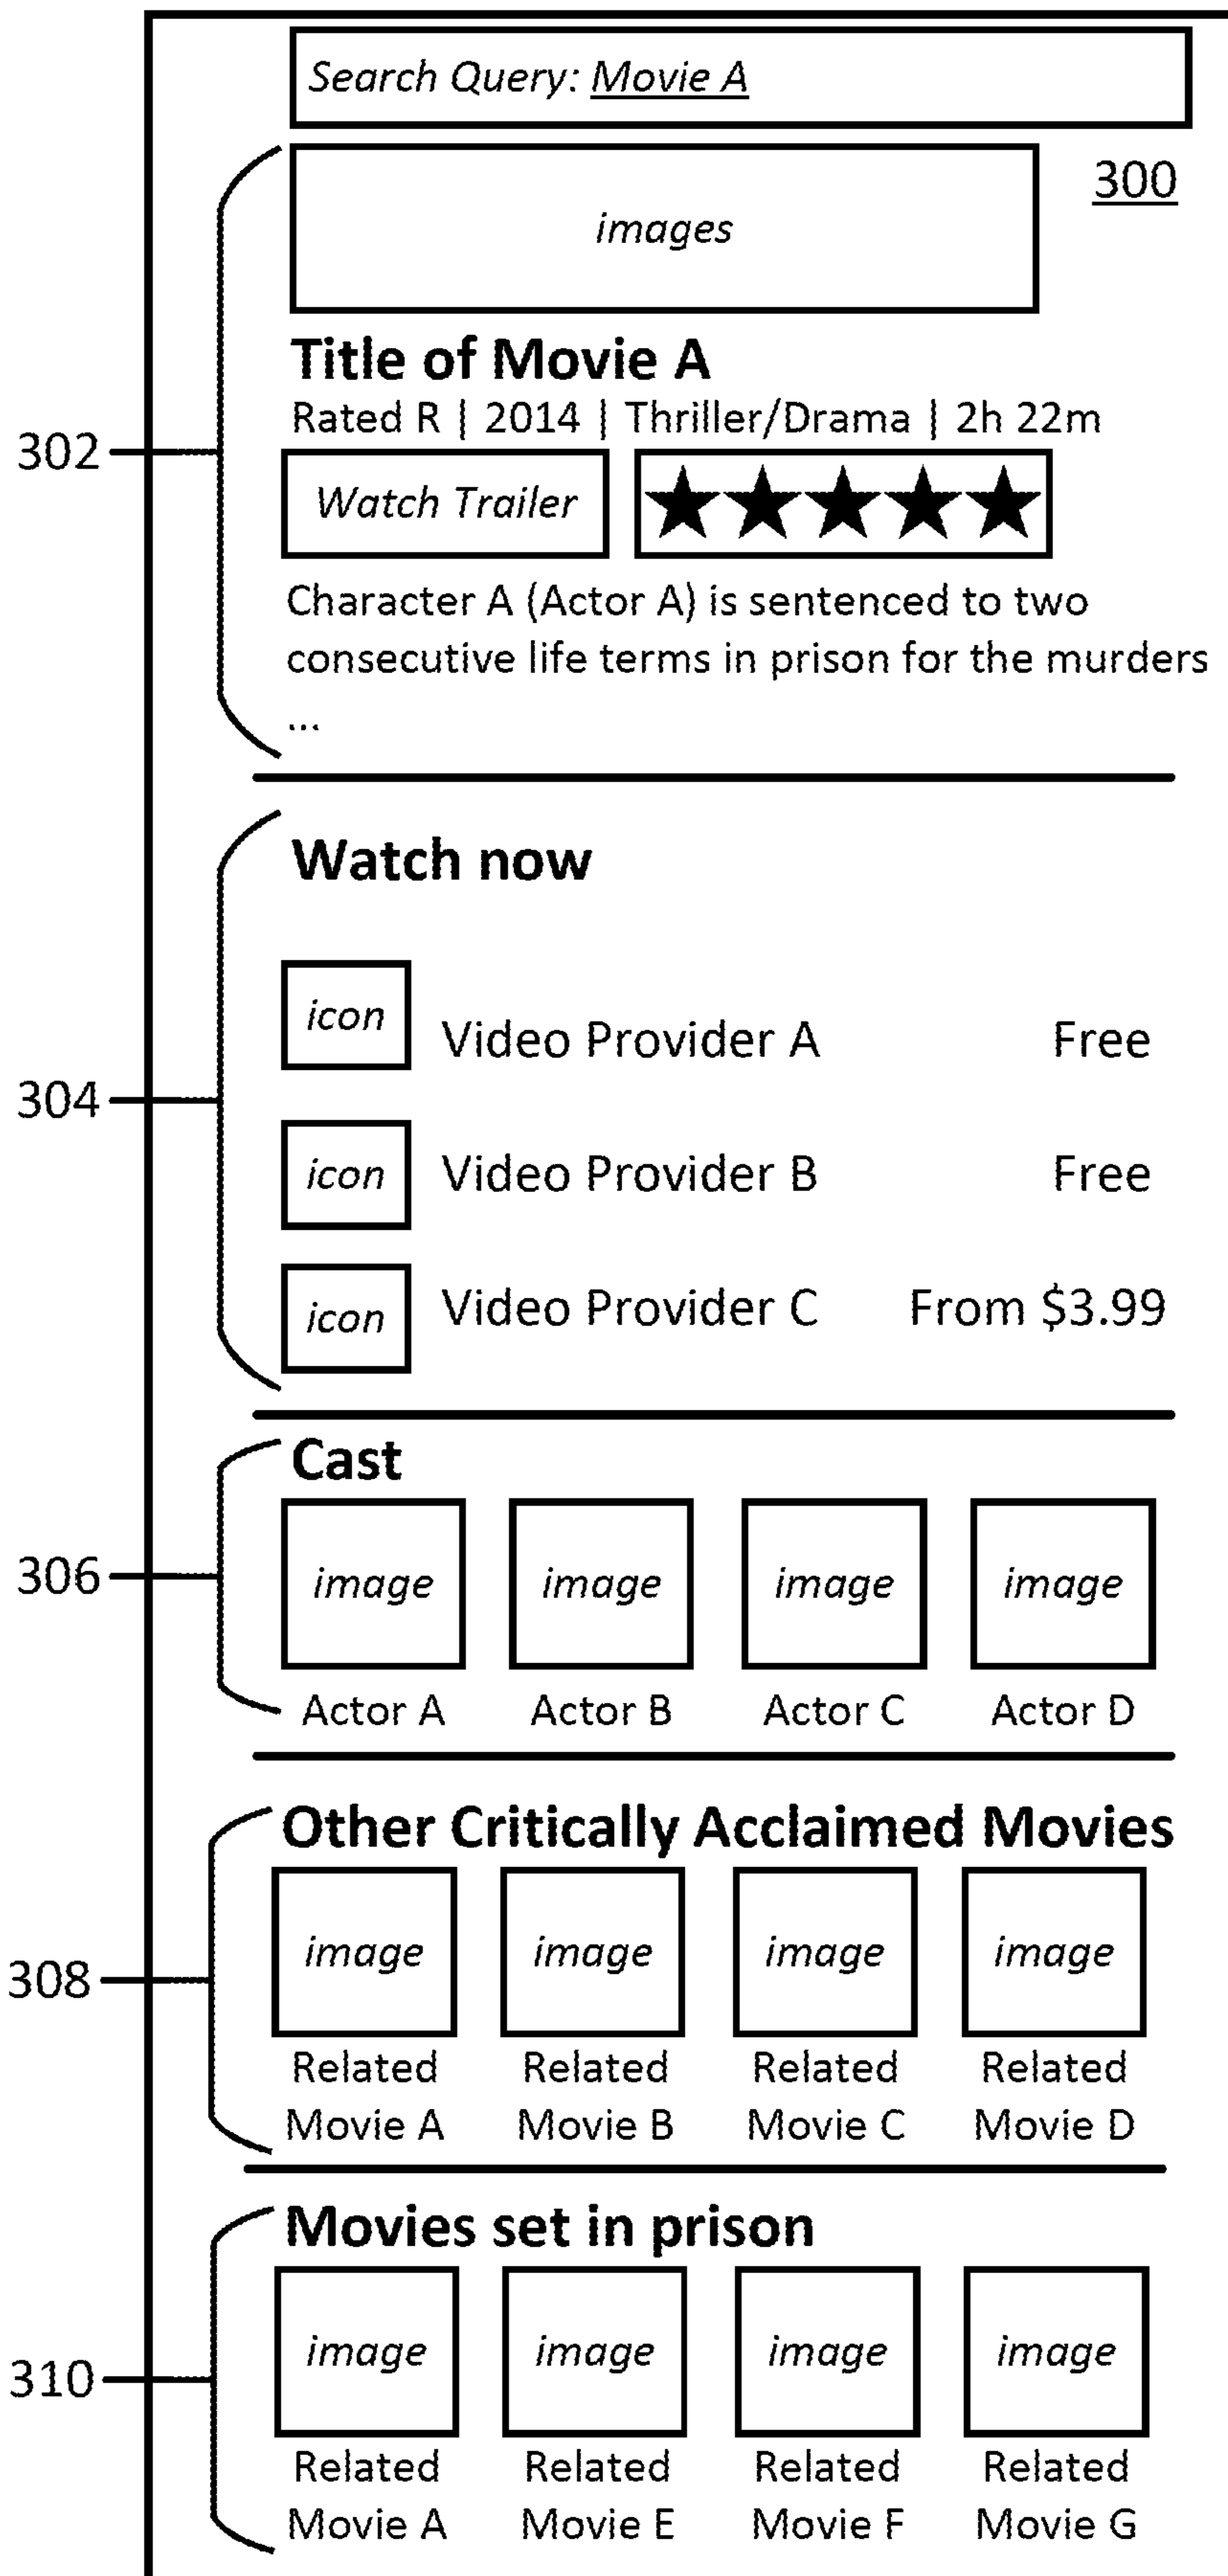 Search Query: Movie A
300
images
Title of Movie A
Rated R | 2014 | Thriller/Drama | 2h 22m
302
Watch Trailer
Character A (Actor A) is sentenced to two
consecutive life terms in prison for the murders
...
Watch now
icon Video Provider A Free
304
icon Video Provider B Free
icon Video Provider C From $3.99
Cast
306
image image image image
Actor A Actor B Actor C Actor D
Other Critically Acclaimed Movies
308
image image image image
Related Related Related Related
Movie A Movie B Movie C Movie D
Movies set in prison
310
image image image image
Related Related Related Related
Movie A Movie E Movie F Movie G